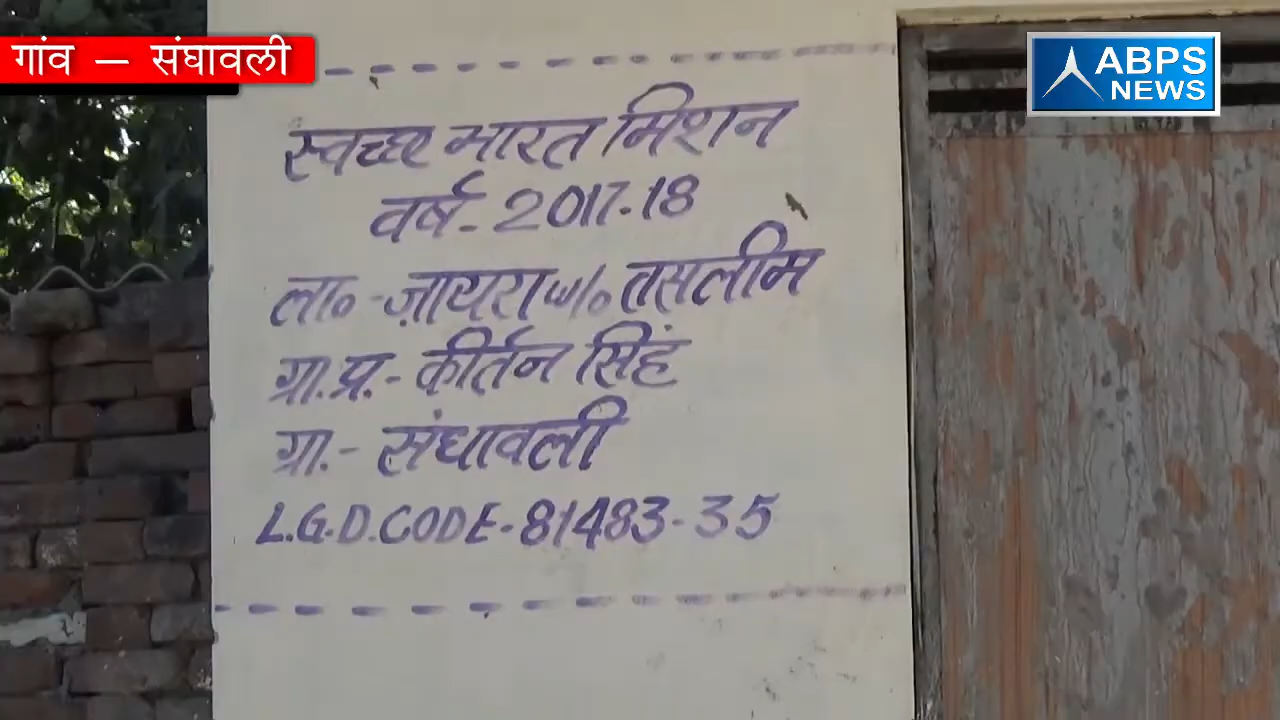 गांव — संघावली
ABPS
NEWS
स्वच्छ भारत मिशन
वर्ष - 2017-18
ला० - ज़ायरा w/o तसलीम
ग्रा.प्र. - कीर्तन सिंह
ग्रा. - संघावली
L.G.D. CODE - 81483 - 35